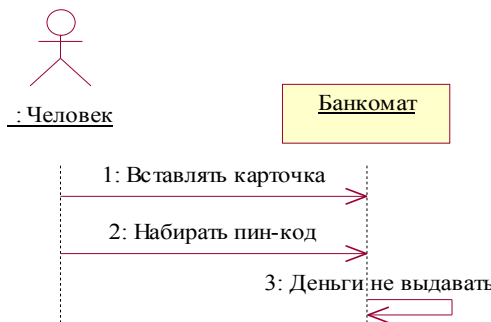 : Человек
Банкомат
1: Вставлять карточка
2: Набирать пин-код
3: Деньги не выдавать